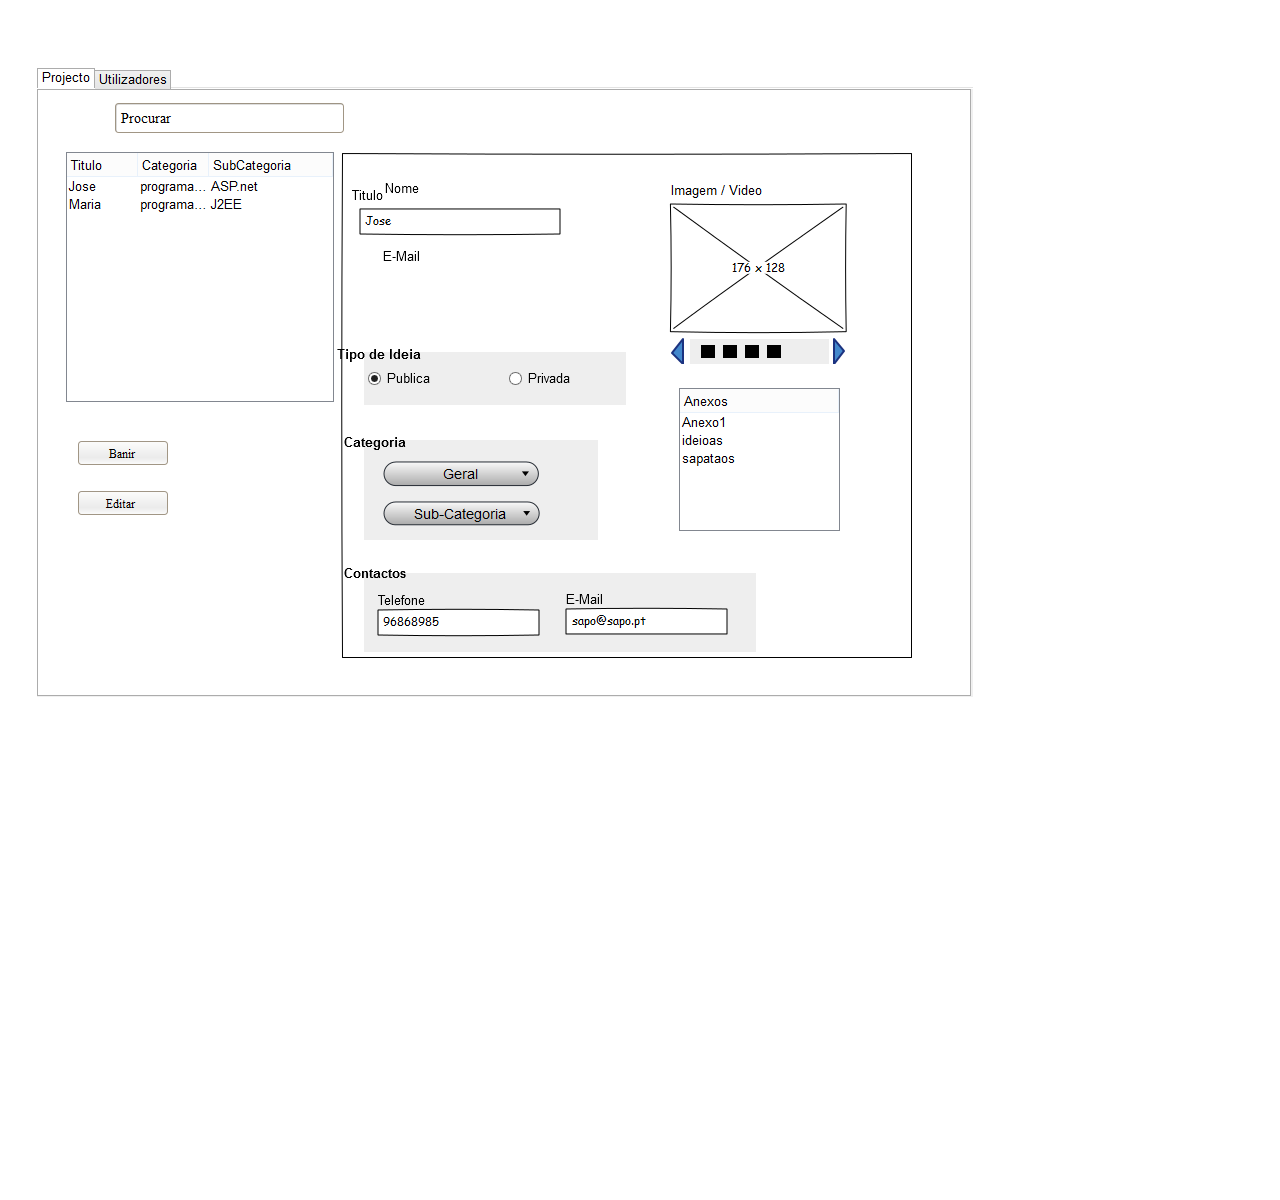 Projecto Utilizadores
Procurar
Titulo Categoria SubCategoria
Jose programa... ASP.net
Maria programa... J2EE
Banir
Editar
Titulo Nome
Jose
E-Mail
Tipo de Ideia
Publica Privada
Categoria
Geral
Sub-Categoria
Contactos
Telefone E-Mail
96868985 sapo@sapo.pt
Imagem / Video
176 x 128
Anexos
Anexo1
ideioas
sapataos